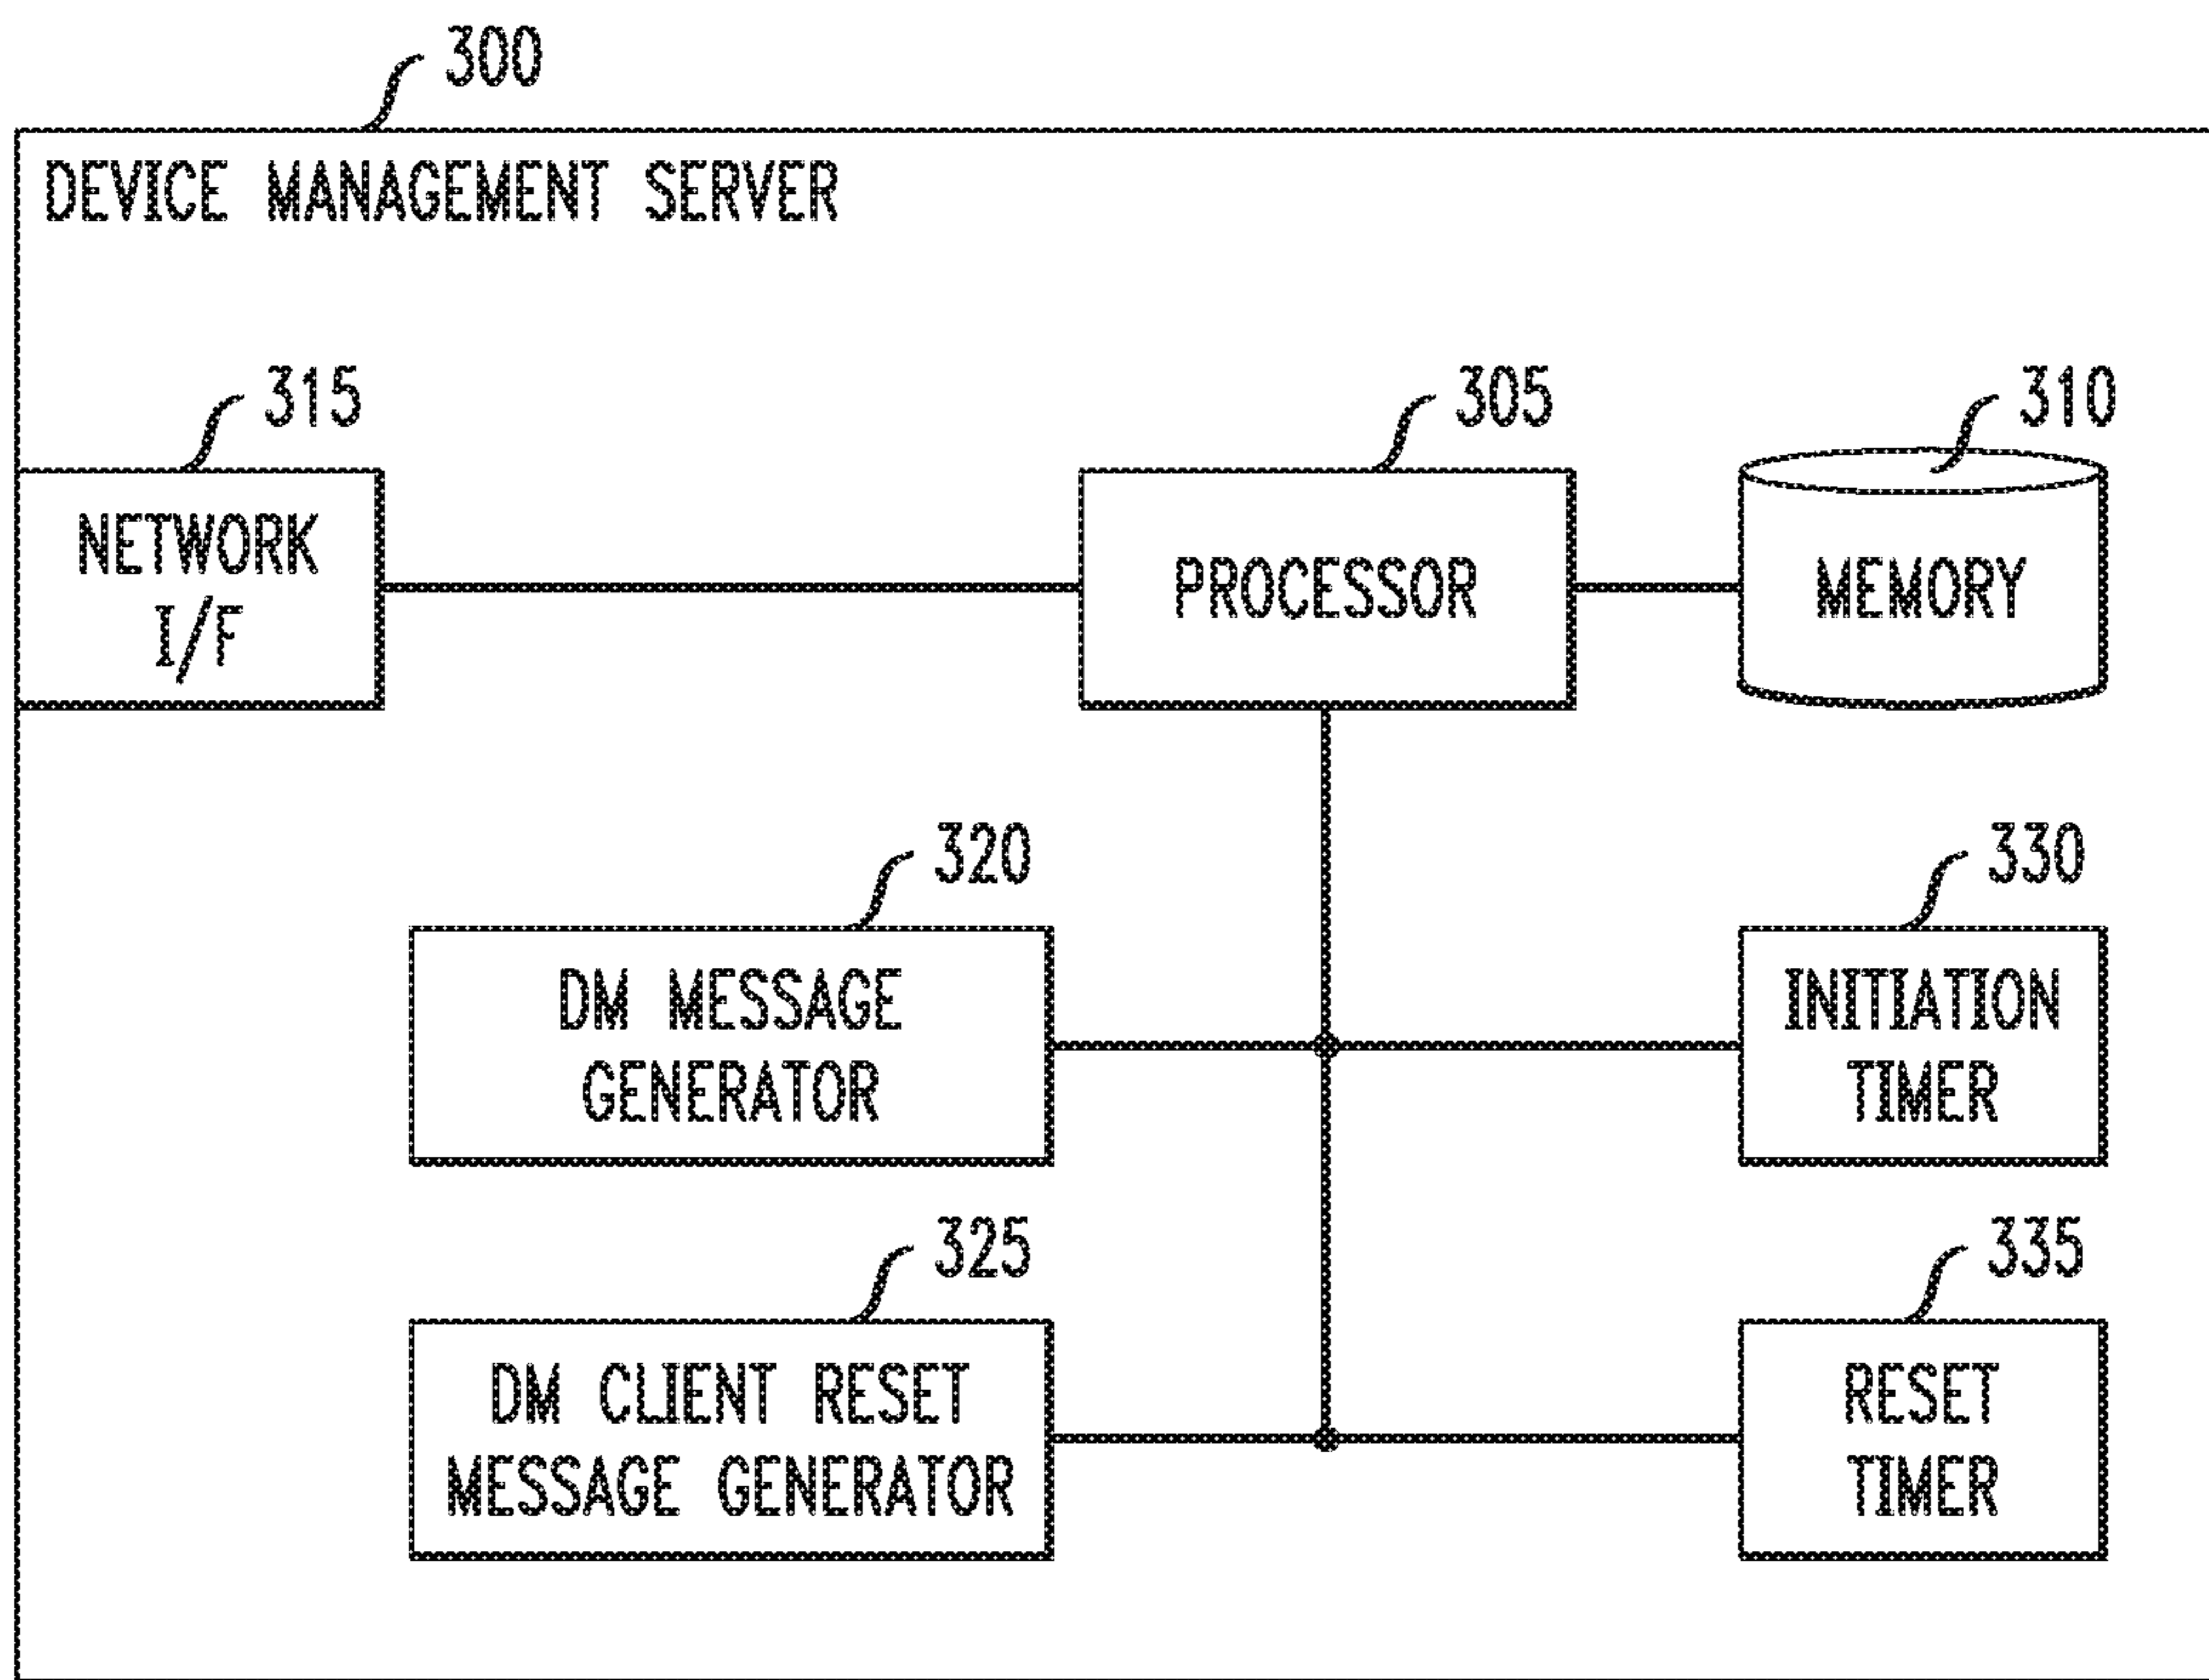 300
DEVICE MANAGEMENT SERVER
315
305
310
NETWORK
I/F
PROCESSOR
MEMORY
320
330
DM MESSAGE
GENERATOR
INITIATION
TIMER
325
335
DM CLIENT RESET
MESSAGE GENERATOR
RESET
TIMER